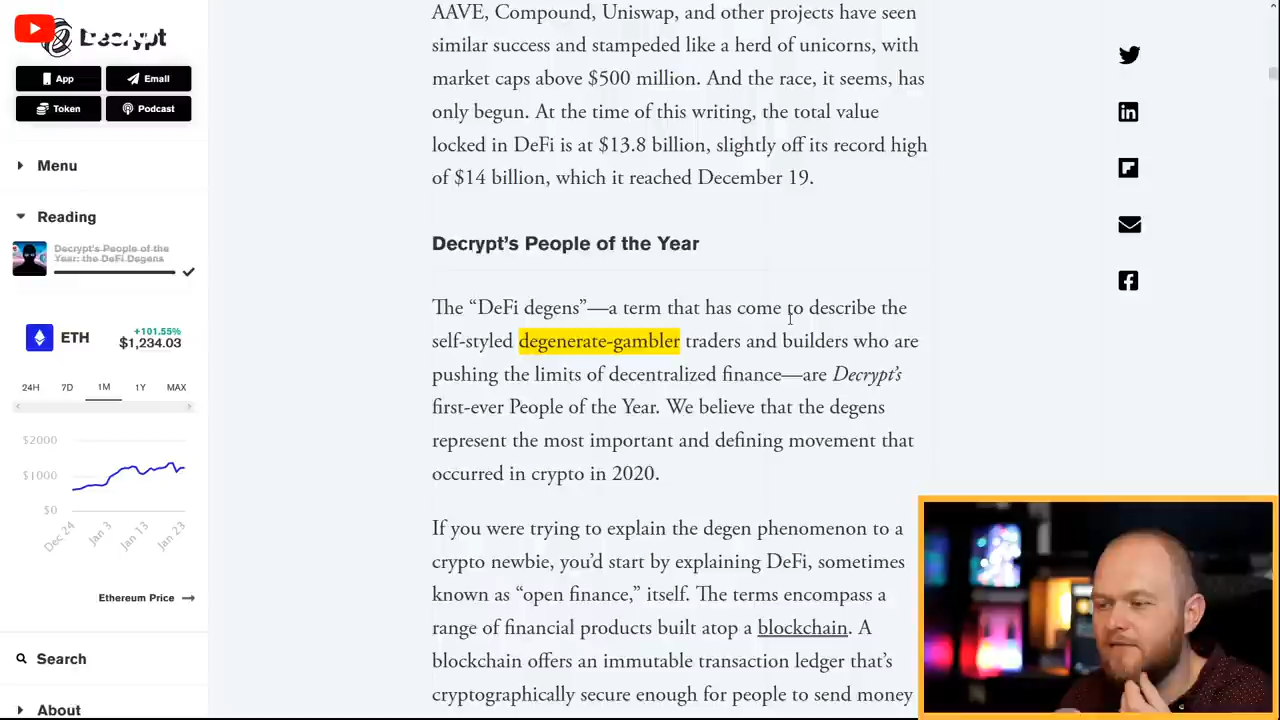 Decrypt
App
Email
Token
Podcast
Menu
Reading
Decrypt's People of the
Year: the DeFi Degens
ETH
+101.55%
$1,234.03
24H 7D 1M 1Y MAX
$2000
$1000
$0
Dec 24
Jan 3
Jan 13
Jan 23
Ethereum Price
Search
About
AAVE, Compound, Uniswap, and other projects have seen
similar success and stampeded like a herd of unicorns, with
market caps above $500 million. And the race, it seems, has
only begun. At the time of this writing, the total value
locked in DeFi is at $13.8 billion, slightly off its record high
of $14 billion, which it reached December 19.
Decrypt's People of the Year
The “DeFi degens”—a term that has come to describe the
self-styled degenerate-gambler traders and builders who are
pushing the limits of decentralized finance—are Decrypt's
first-ever People of the Year. We believe that the degens
represent the most important and defining movement that
occurred in crypto in 2020.
If you were trying to explain the degen phenomenon to a
crypto newbie, you'd start by explaining DeFi, sometimes
known as “open finance,” itself. The terms encompass a
range of financial products built atop a blockchain. A
blockchain offers an immutable transaction ledger that's
cryptographically secure enough for people to send money